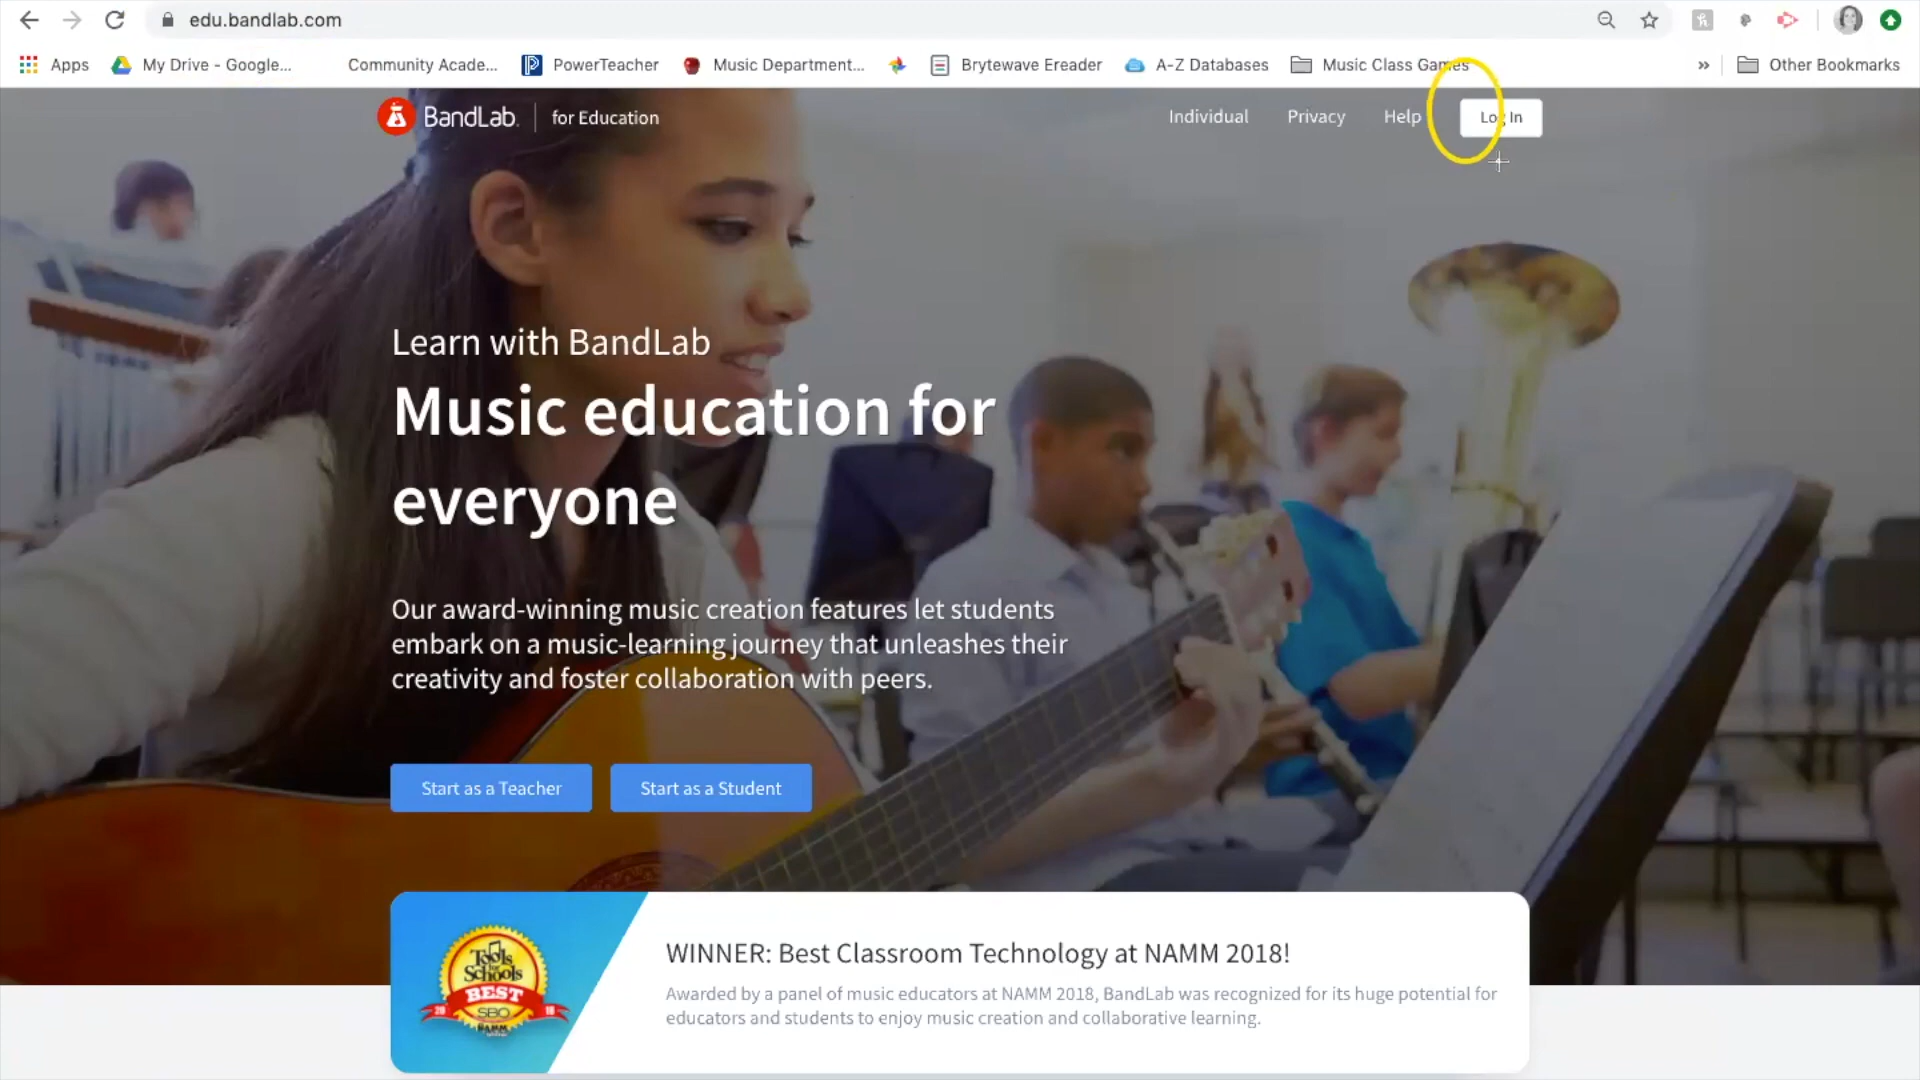 edu.bandlab.com
Apps
My Drive - Google...
Community Acade...
PowerTeacher
Music Department...
Brytewave Ereader
A-Z Databases
Music Class Games
»
Other Bookmarks
BandLab
for Education
Individual
Privacy
Help
Log In
Learn with BandLab
Music education for
everyone
Our award-winning music creation features let students
embark on a music-learning journey that unleashes their
creativity and foster collaboration with peers.
Start as a Teacher
Start as a Student
Tools
for
Schools
BEST
20
18
SBO
NAMM
WINNER: Best Classroom Technology at NAMM 2018!
Awarded by a panel of music educators at NAMM 2018, BandLab was recognized for its huge potential for
educators and students to enjoy music creation and collaborative learning.